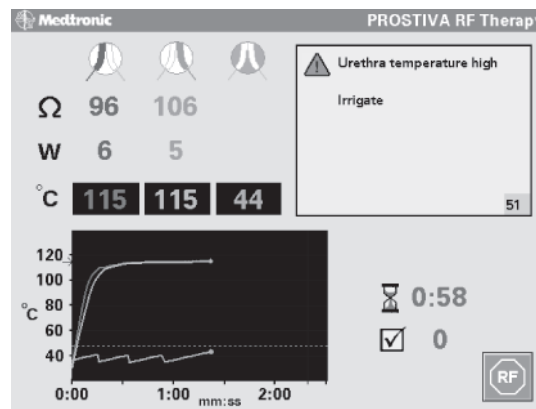 Medtronic PROSTIVA RF Therapy
Urethra temperature high
Ω 96 106
Irrigate
W 6 5
°C 115 115 44
51
120
100
°C 80
60
40
0:58
0
RF
0:00 1:00 mm:ss 2:00